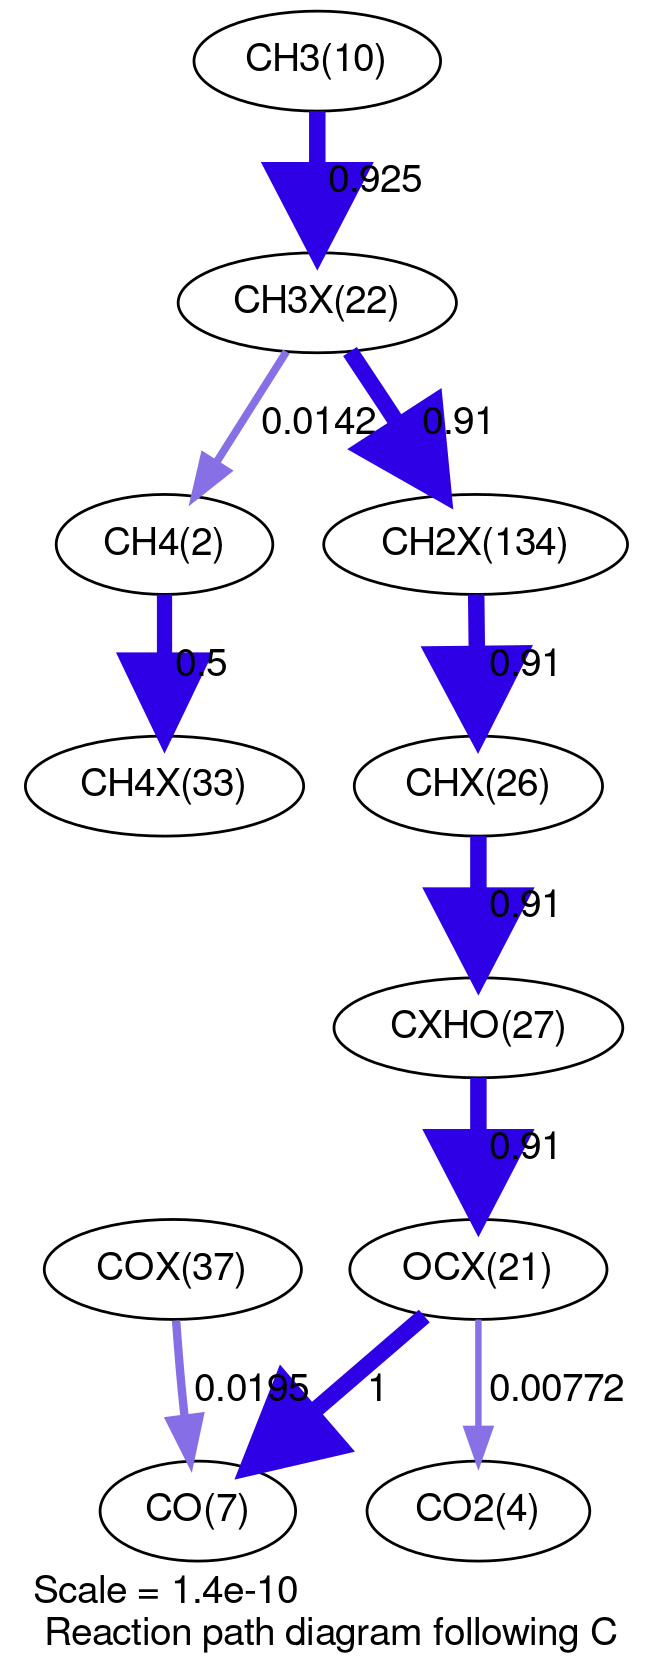 CH3(10)
0.925
CH3X(22)
0.0142
0.91
CH4(2)
CH2X(134)
0.5
0.91
CH4X(33)
CHX(26)
0.91
CXHO(27)
0.91
COX(37)
OCX(21)
0.0195
1
0.00772
CO(7)
CO2(4)
Scale = 1.4e-10
Reaction path diagram following C